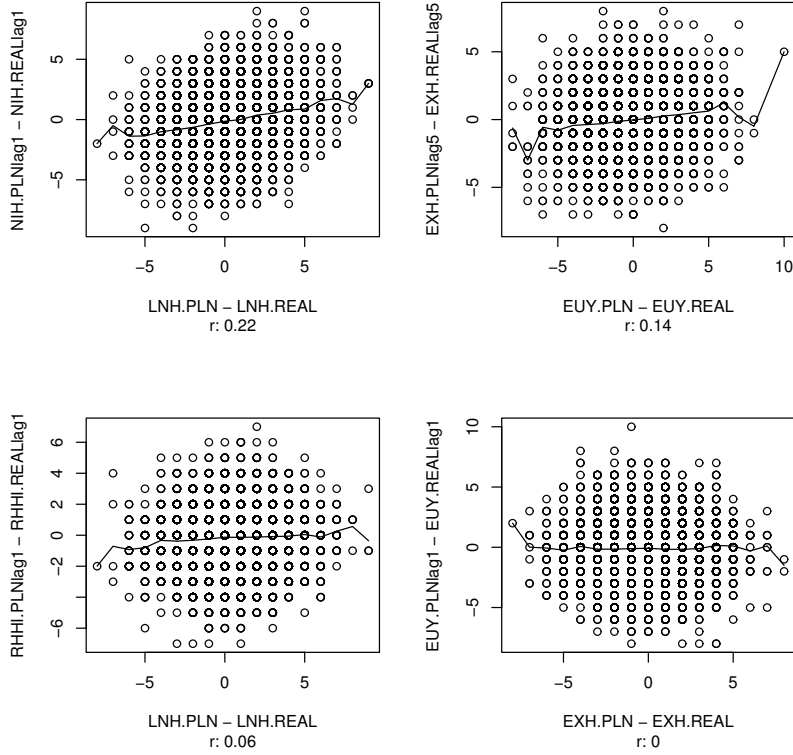 NIH.PLNlag1 − NIH.REALlag1
5
0
−5
−5 0 5
LNH.PLN − LNH.REAL
r: 0.22
EXH.PLNlag5 − EXH.REALlag5
5
0
−5
−5 0 5 10
EUY.PLN − EUY.REAL
r: 0.14
RHHI.PLNlag1 − RHHI.REALlag1
6
4
2
0
−2
−6
−5 0 5
LNH.PLN − LNH.REAL
r: 0.06
EUY.PLNlag1 − EUY.REALlag1
10
5
0
−5
−5 0 5
EXH.PLN − EXH.REAL
r: 0